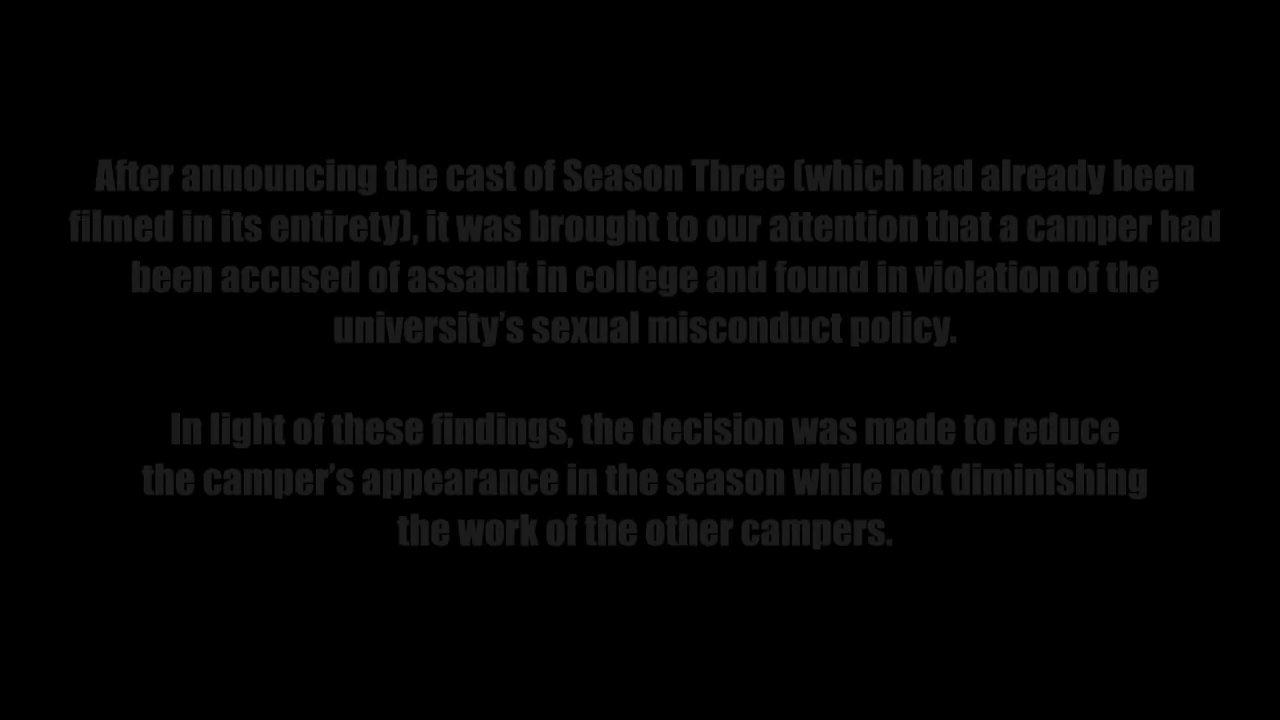 After announcing the cast of Season Three (which had already been
filmed in its entirety), it was brought to our attention that a camper had
been accused of assault in college and found in violation of the
university's sexual misconduct policy.
In light of these findings, the decision was made to reduce
the camper's appearance in the season while not diminishing
the work of the other campers.